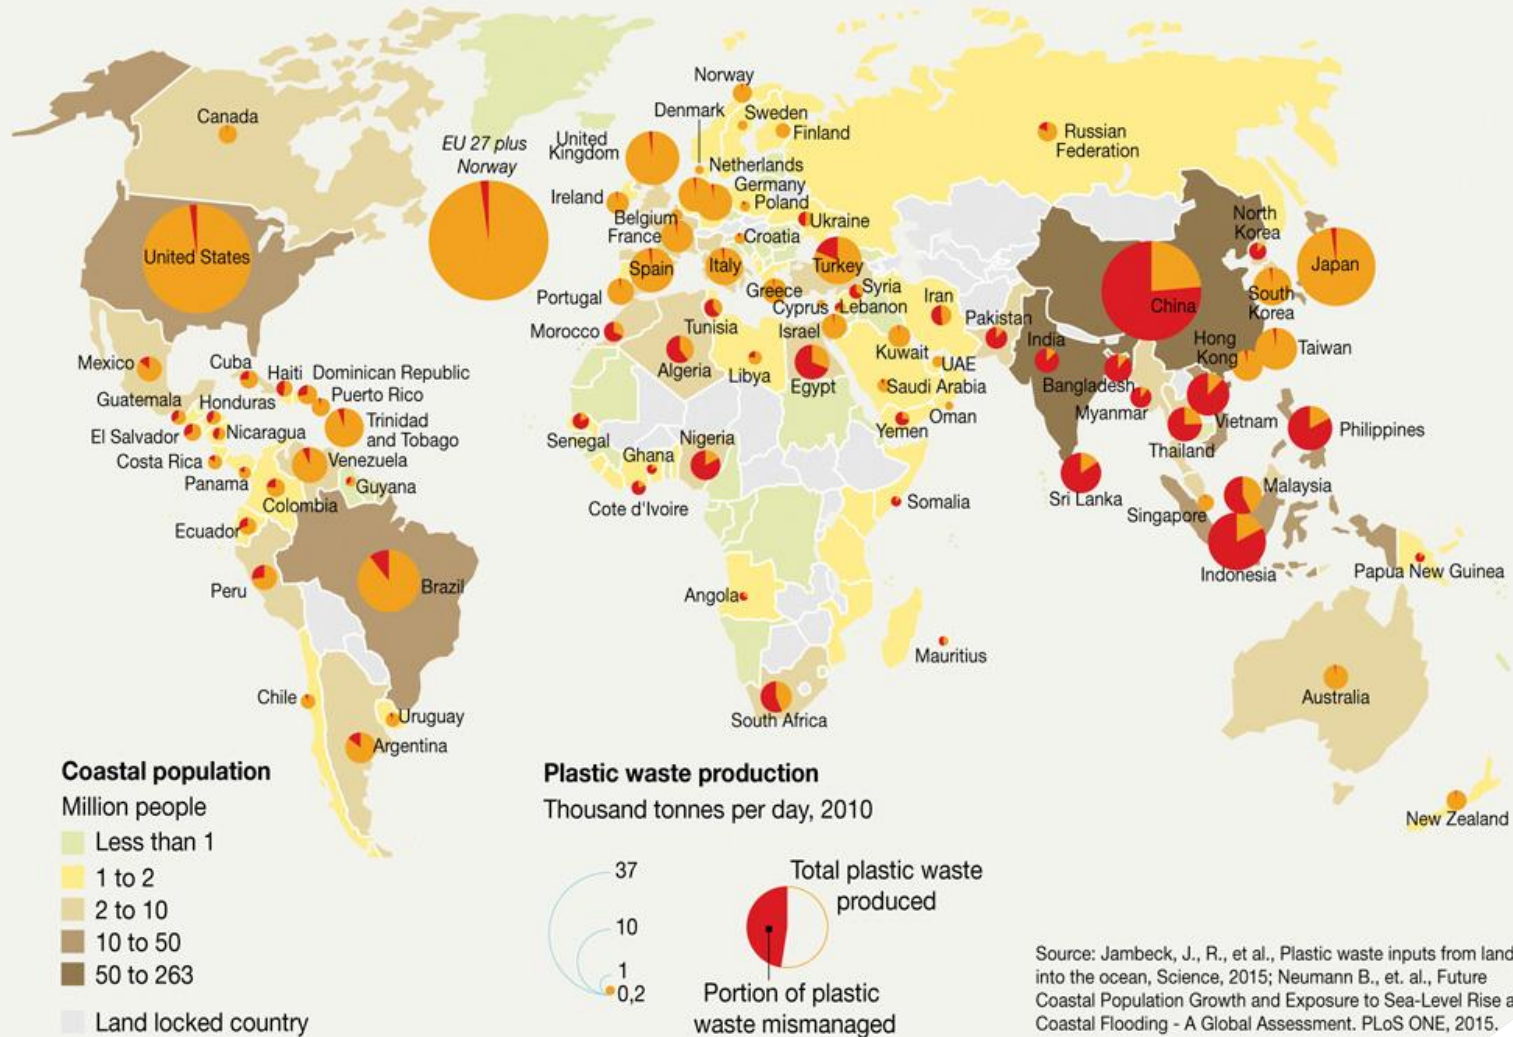 Norway
Denmark
Sweden
Finland
Canada
EU 27 plus
Norway
United
Kingdom
Russian
Federation
Netherlands
Germany
Poland
Ireland
Belgium
France
Ukraine
Croatia
North
Korea
United States
Spain
Italy
Turkey
Japan
Portugal
Greece
Syria
Cyprus
Lebanon
Iran
China
South
Korea
Morocco
Tunisia
Israel
Pakistan
India
Hong
Kong
Taiwan
Kuwait
UAE
Mexico
Cuba
Haiti
Dominican Republic
Puerto Rico
Algeria
Libya
Egypt
Saudi Arabia
Bangladesh
Guatemala
Honduras
Trinidad
and Tobago
Oman
Myanmar
El Salvador
Nicaragua
Senegal
Nigeria
Yemen
Vietnam
Philippines
Costa Rica
Venezuela
Ghana
Thailand
Panama
Guyana
Colombia
Cote d'Ivoire
Somalia
Sri Lanka
Malaysia
Singapore
Ecuador
Indonesia
Papua New Guinea
Peru
Brazil
Angola
Mauritius
Chile
Uruguay
South Africa
Australia
Argentina
New Zealand
Coastal population
Million people
Less than 1
1 to 2
2 to 10
10 to 50
50 to 263
Land locked country
Plastic waste production
Thousand tonnes per day, 2010
37
10
1
0,2
Total plastic waste
produced
Portion of plastic
waste mismanaged
Source: Jambeck, J., R., et al., Plastic waste inputs from land
into the ocean, Science, 2015; Neumann B., et. al., Future
Coastal Population Growth and Exposure to Sea-Level Rise a
Coastal Flooding - A Global Assessment. PLoS ONE, 2015.